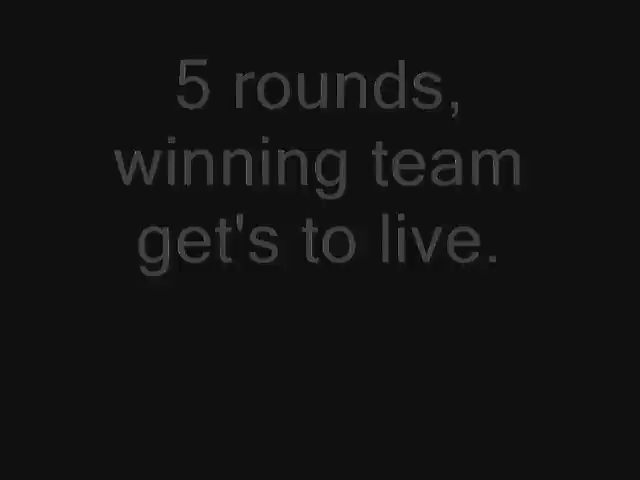 5 rounds,
winning team
get's to live.